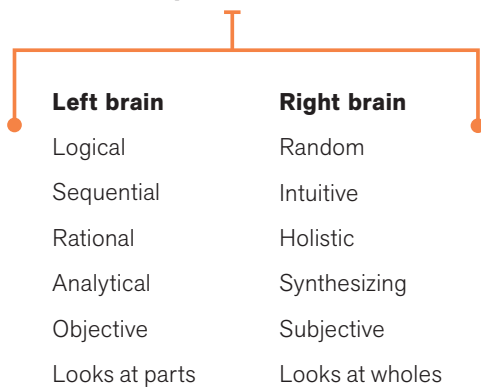 Left brain
Right brain
Logical
Random
Sequential
Intuitive
Rational
Holistic
Analytical
Synthesizing
Objective
Subjective
Looks at parts
Looks at wholes